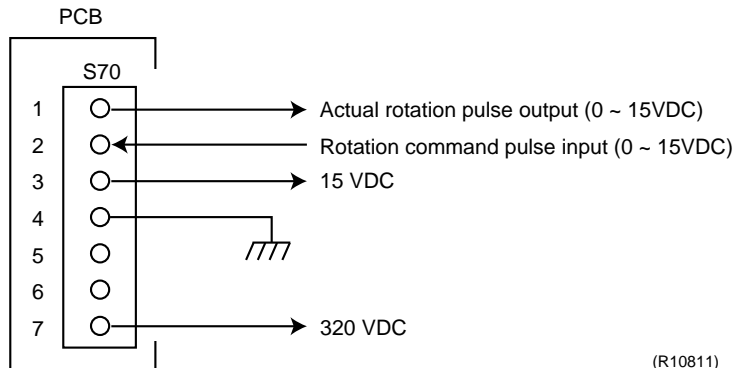 PCB
S70
1 Actual rotation pulse output (0 ~ 15VDC)
2 Rotation command pulse input (0 ~ 15VDC)
3 15 VDC
4
5
6
7 320 VDC
(R10811)